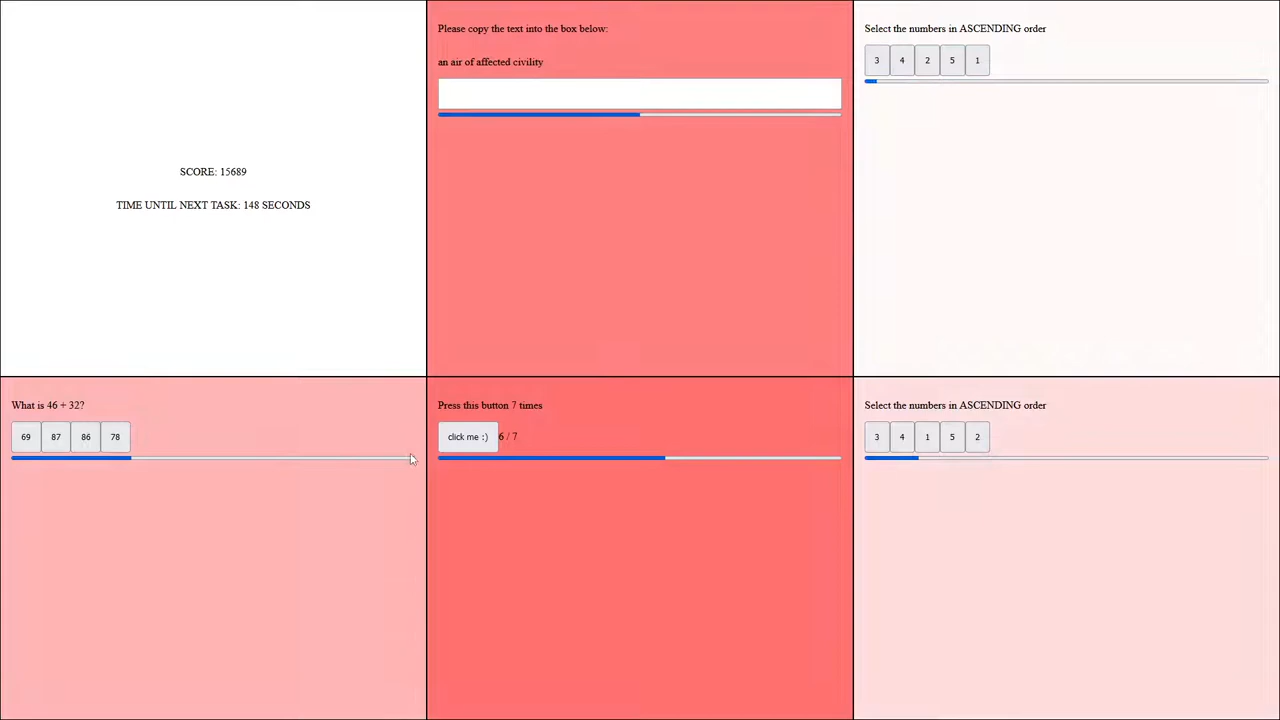 SCORE: 15689
TIME UNTIL NEXT TASK: 148 SECONDS
Please copy the text into the box below:
an air of affected civility
Select the numbers in ASCENDING order
3 4 2 5 1
What is 46 + 32?
69 87 86 78
Press this button 7 times
click me :) 6 / 7
Select the numbers in ASCENDING order
3 4 1 5 2